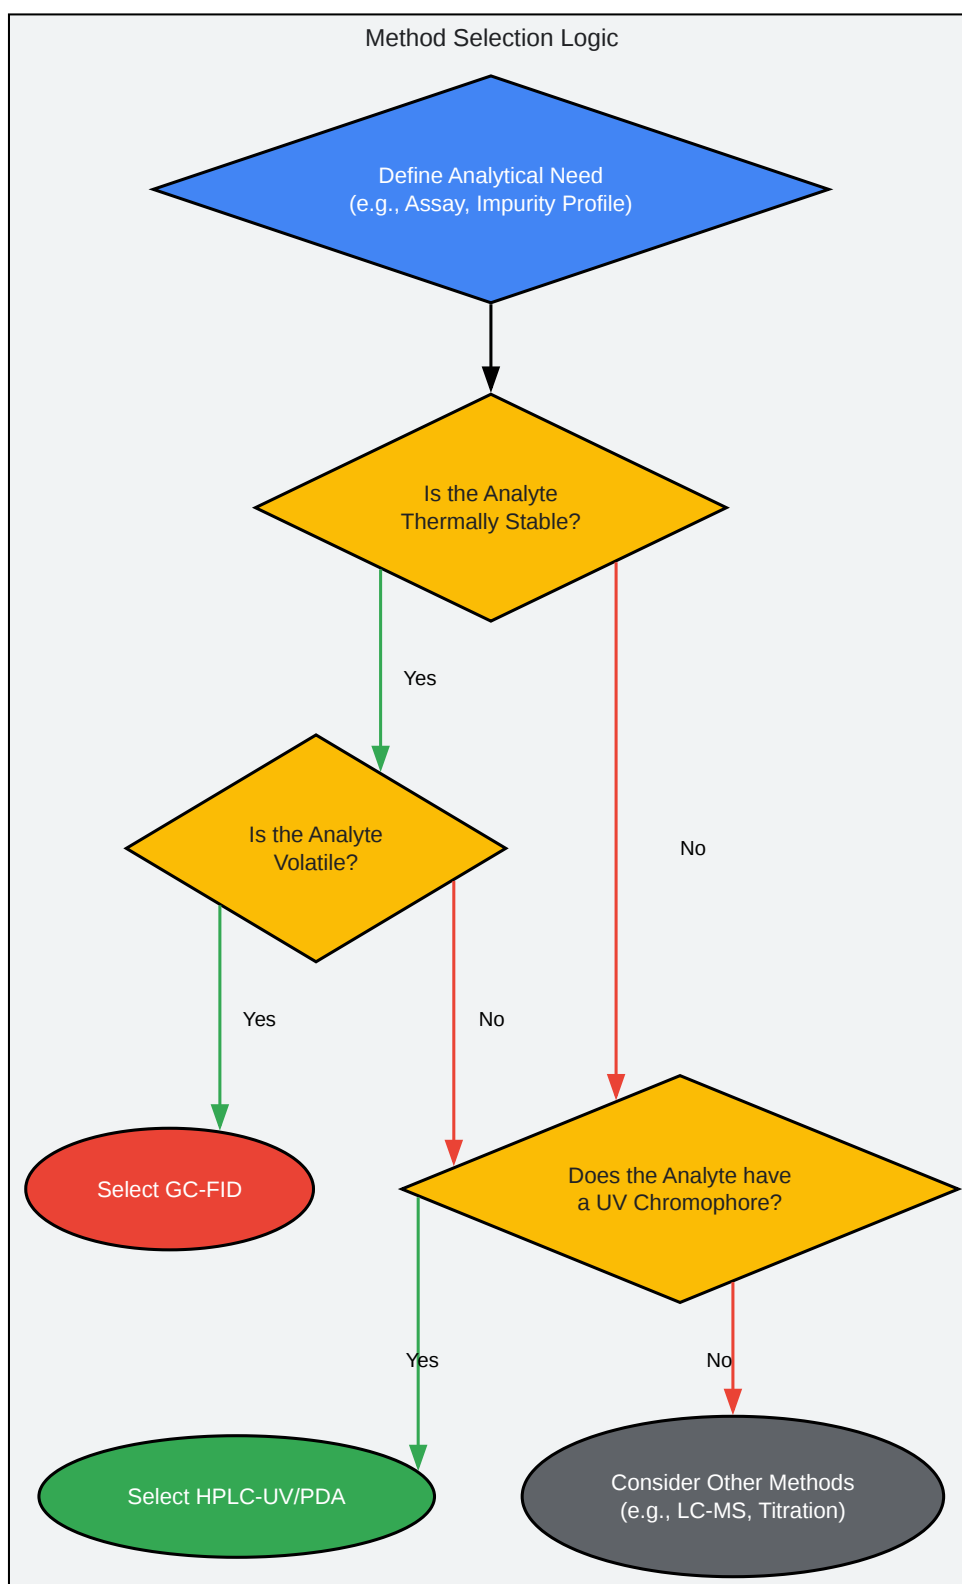 Method Selection Logic
Define Analytical Need
(e.g., Assay, Impurity Profile)
Is the Analyte
Thermally Stable?
Yes
Is the Analyte
Volatile?
No
Yes
No
Select GC-FID
Does the Analyte have
a UV Chromophore?
Yes
No
Select HPLC-UV/PDA
Consider Other Methods
(e.g., LC-MS, Titration)